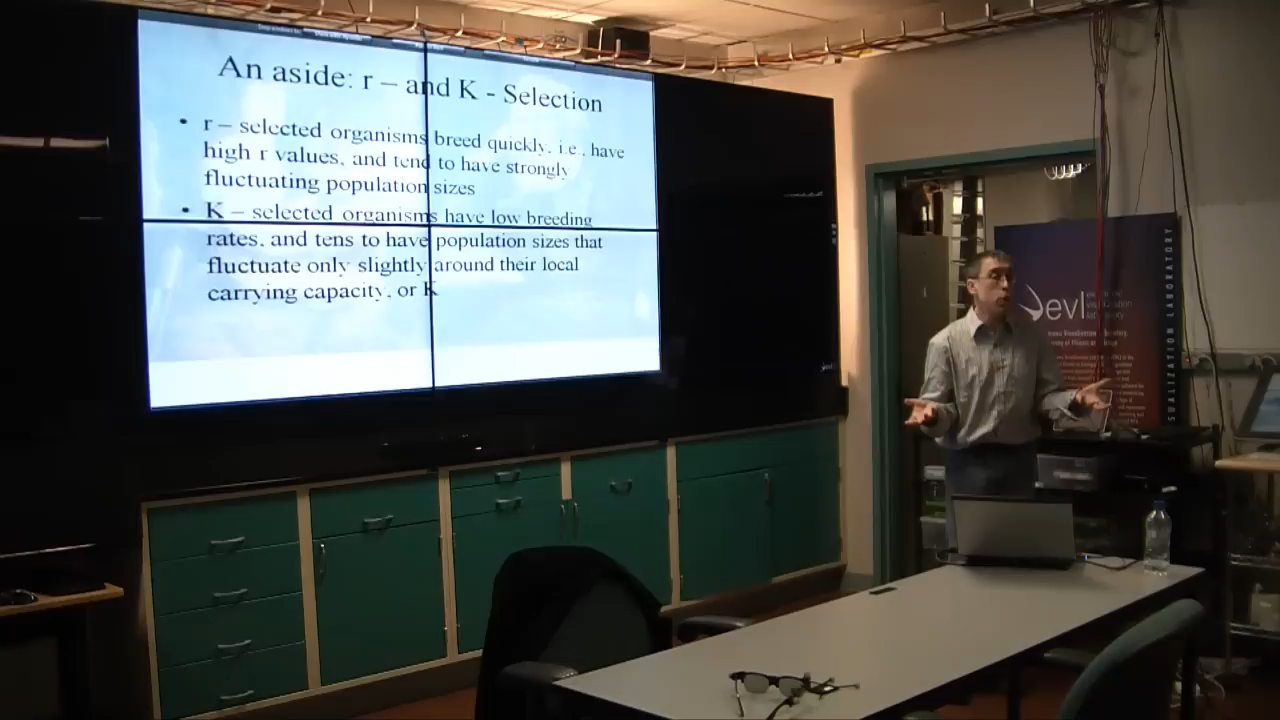 An aside: r – and K - Selection
• r – selected organisms breed quickly, i.e., have
high r values, and tend to have strongly
fluctuating population sizes
• K – selected organisms have low breeding
rates, and tens to have population sizes that
fluctuate only slightly around their local
carrying capacity, or K
evl
UALIZATION LABORATORY